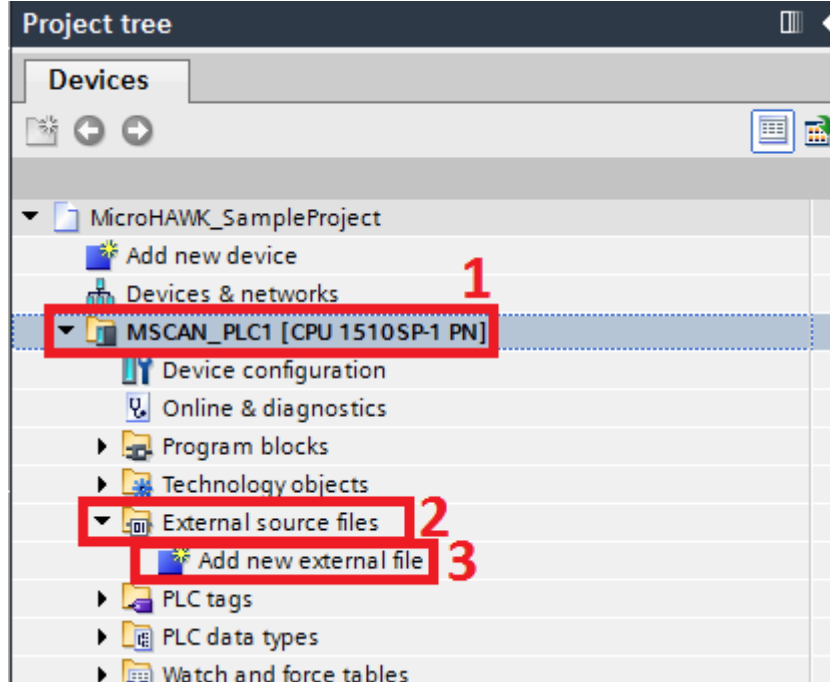 Project tree
Devices
MicroHAWK_SampleProject
Add new device
1
Devices & networks
MSCAN_PLC1 [CPU 1510SP-1 PN]
Device configuration
Online & diagnostics
Program blocks
Technology objects
External source files 2
Add new external file 3
PLC tags
PLC data types
Watch and force tables